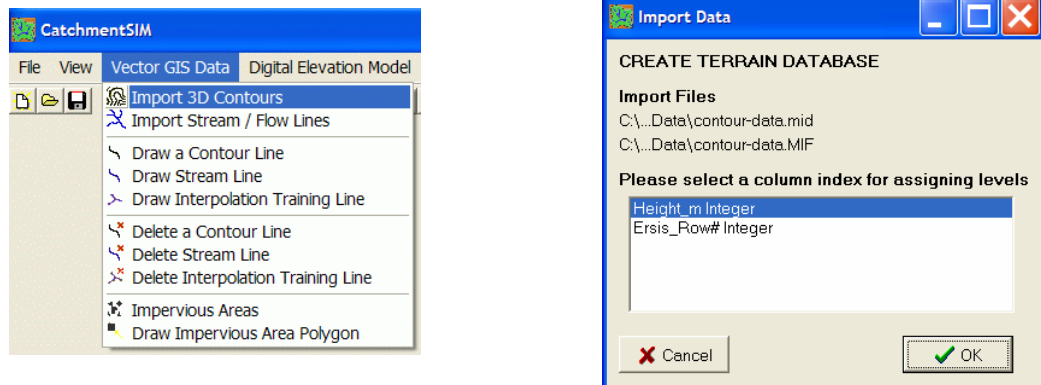 CatchmentSIM
File View Vector GIS Data Digital Elevation Model
Import 3D Contours
Import Stream / Flow Lines
Draw a Contour Line
Draw Stream Line
Draw Interpolation Training Line
Delete a Contour Line
Delete Stream Line
Delete Interpolation Training Line
Impervious Areas
Draw Impervious Area Polygon
Import Data
CREATE TERRAIN DATABASE
Import Files
C:\...Data\contour-data.mid
C:\...Data\contour-data.MIF
Please select a column index for assigning levels
Height_m Integer
Ersis_Row# Integer
Cancel OK